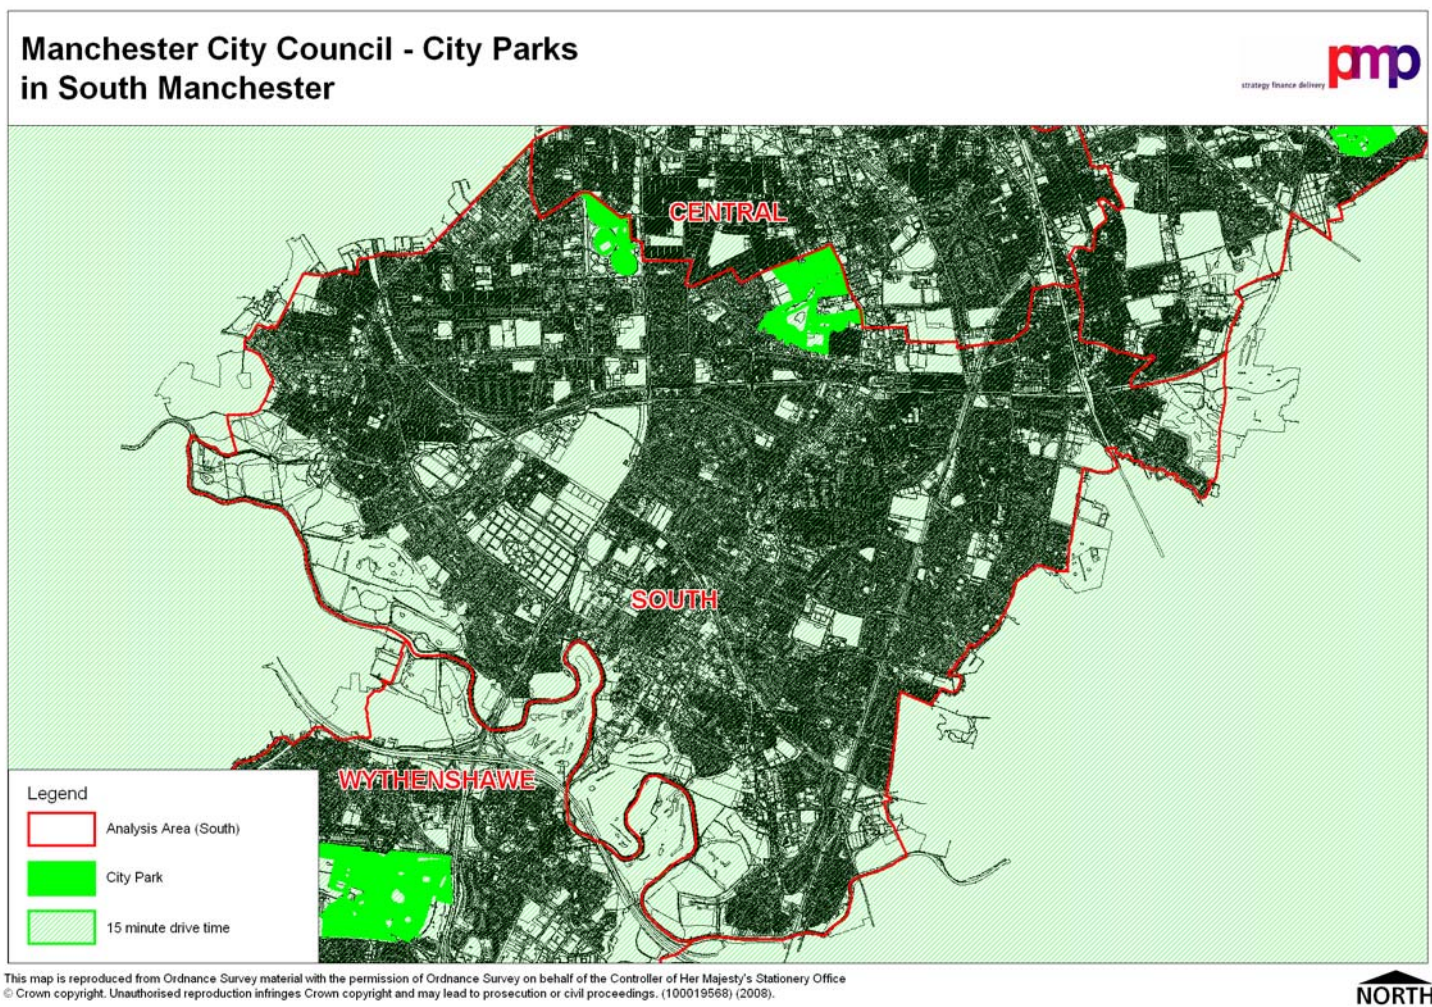 Manchester City Council - City Parks
in South Manchester
pmp
strategy finance delivery
CENTRAL
SOUTH
WYTHENSHAWE
Legend
Analysis Area (South)
City Park
15 minute drive time
This map is reproduced from Ordnance Survey material with the permission of Ordnance Survey on behalf of the Controller of Her Majesty's Stationery Office
© Crown copyright. Unauthorised reproduction infringes Crown copyright and may lead to prosecution or civil proceedings. (100019568) (2008).
NORTH